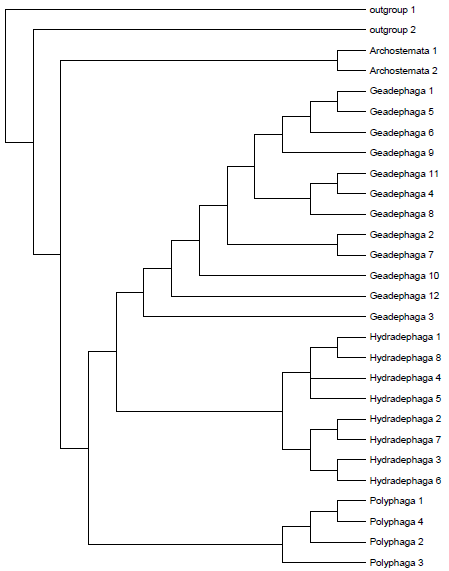 outgroup 1
outgroup 2
Archostemata 1
Archostemata 2
Geadephaga 1
Geadephaga 5
Geadephaga 6
Geadephaga 9
Geadephaga 11
Geadephaga 4
Geadephaga 8
Geadephaga 2
Geadephaga 7
Geadephaga 10
Geadephaga 12
Geadephaga 3
Hydradephaga 1
Hydradephaga 8
Hydradephaga 4
Hydradephaga 5
Hydradephaga 2
Hydradephaga 7
Hydradephaga 3
Hydradephaga 6
Polyphaga 1
Polyphaga 4
Polyphaga 2
Polyphaga 3